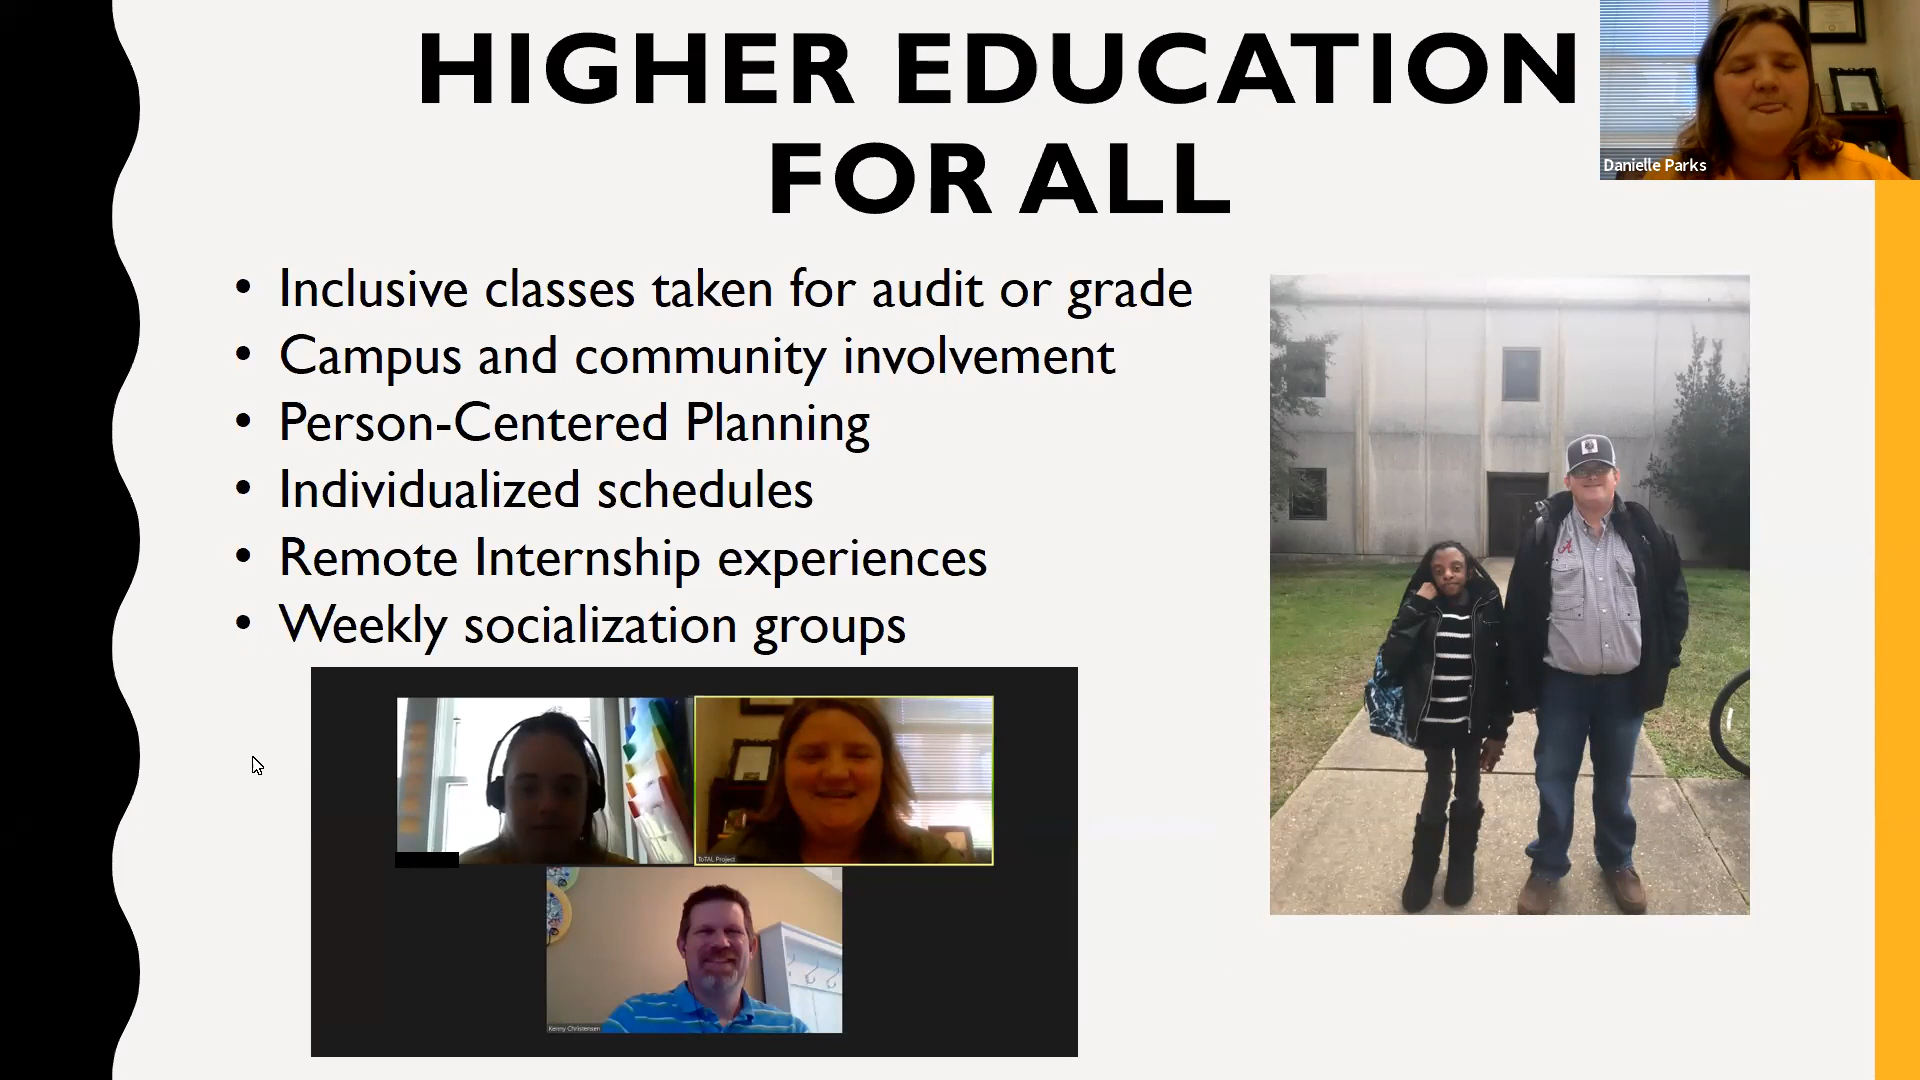 HIGHER EDUCATION
FOR ALL
Danielle Parks
• Inclusive classes taken for audit or grade
• Campus and community involvement
• Person-Centered Planning
• Individualized schedules
• Remote Internship experiences
• Weekly socialization groups
A
ToTAL Project
Kenny Christensen